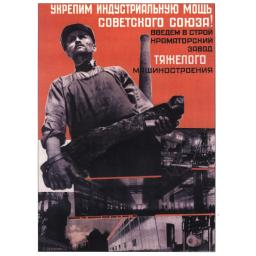 УКРЕПИМ ИНДУСТРИАЛЬНУЮ МОЩЬ
СОВЕТСКОГО СОЮЗА!
ВВЕДЕМ В СТРОЙ
КРАМАТОРСКИЙ
ЗАВОД
ТЯЖЕЛОГО
МАШИНОСТРОЕНИЯ